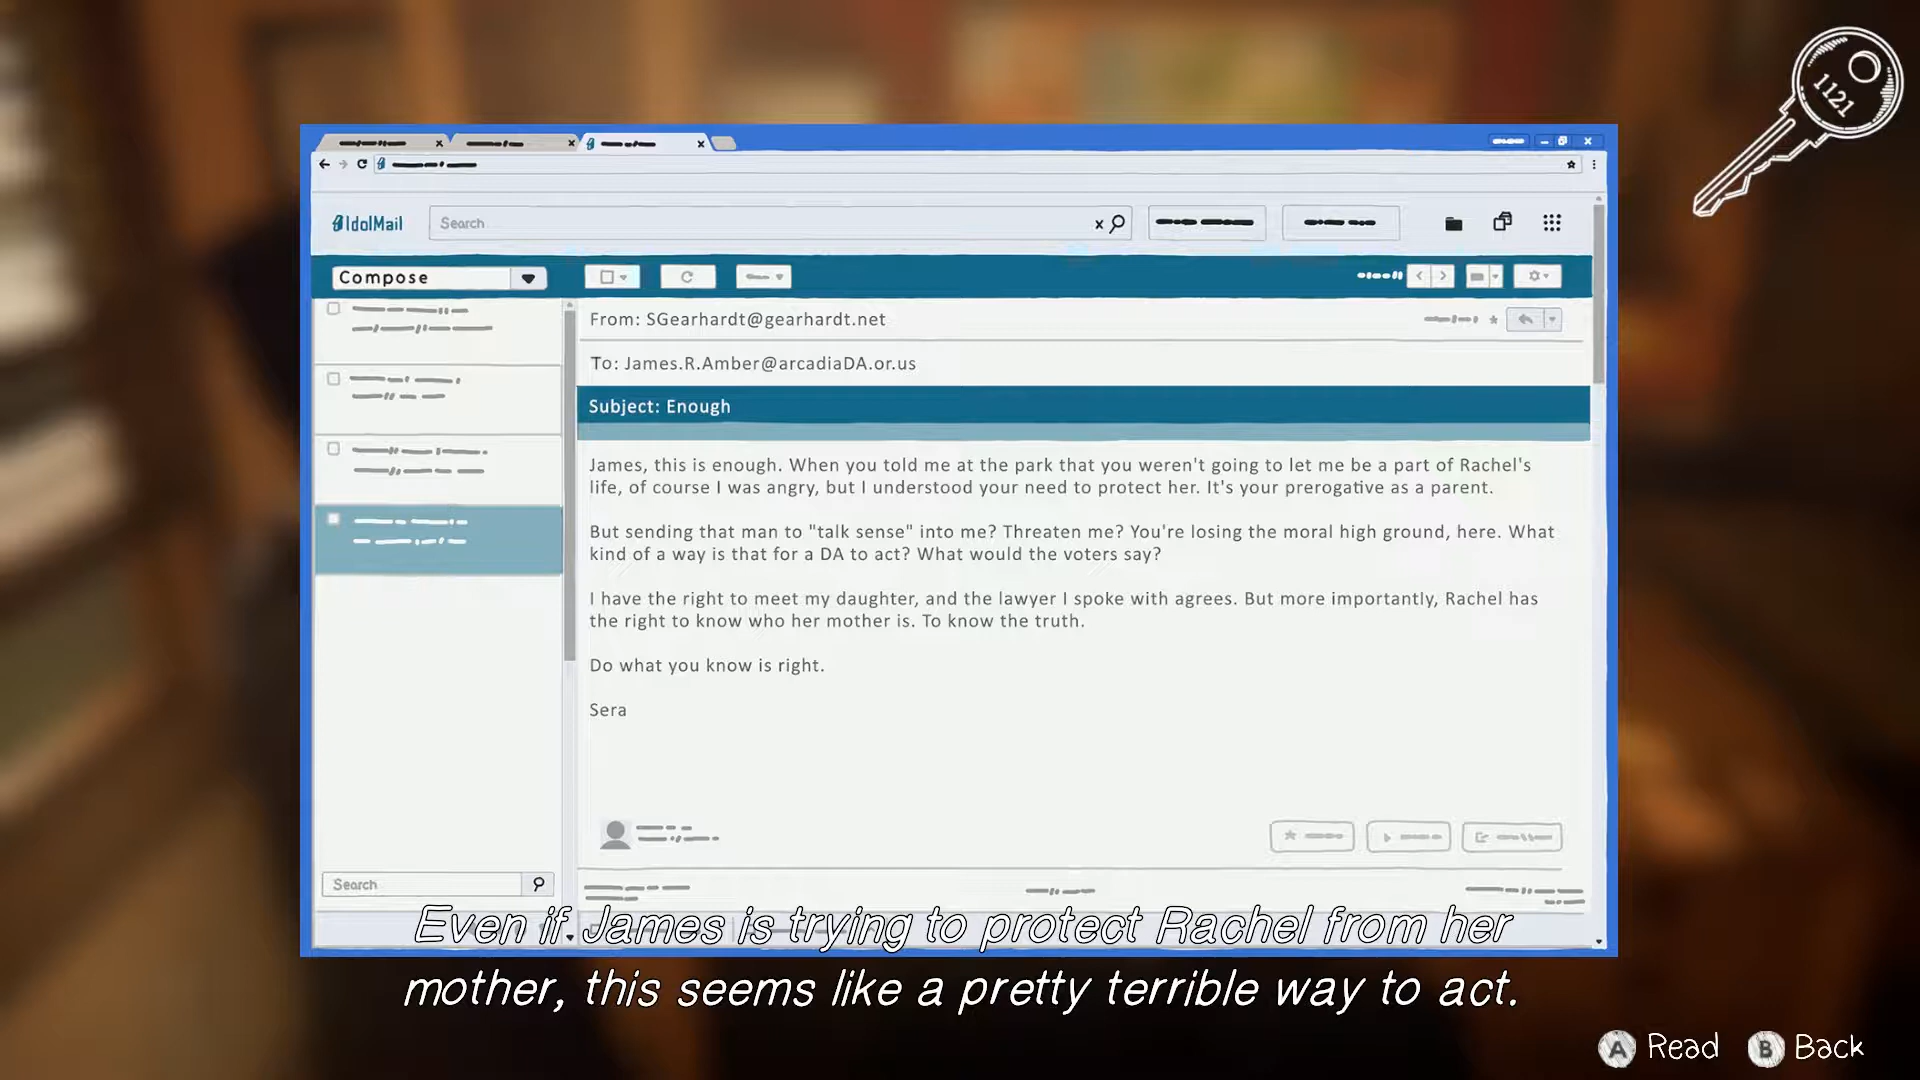 1121
IdolMail
Search
Compose
From: SGearhardt@gearhardt.net
To: James.R.Amber@arcadiaDA.or.us
Subject: Enough
James, this is enough. When you told me at the park that you weren't going to let me be a part of Rachel's
life, of course I was angry, but I understood your need to protect her. It's your prerogative as a parent.
But sending that man to "talk sense" into me? Threaten me? You're losing the moral high ground, here. What
kind of a way is that for a DA to act? What would the voters say?
I have the right to meet my daughter, and the lawyer I spoke with agrees. But more importantly, Rachel has
the right to know who her mother is. To know the truth.
Do what you know is right.
Sera
Search
Even if James is trying to protect Rachel from her
mother, this seems like a pretty terrible way to act.
A Read B Back